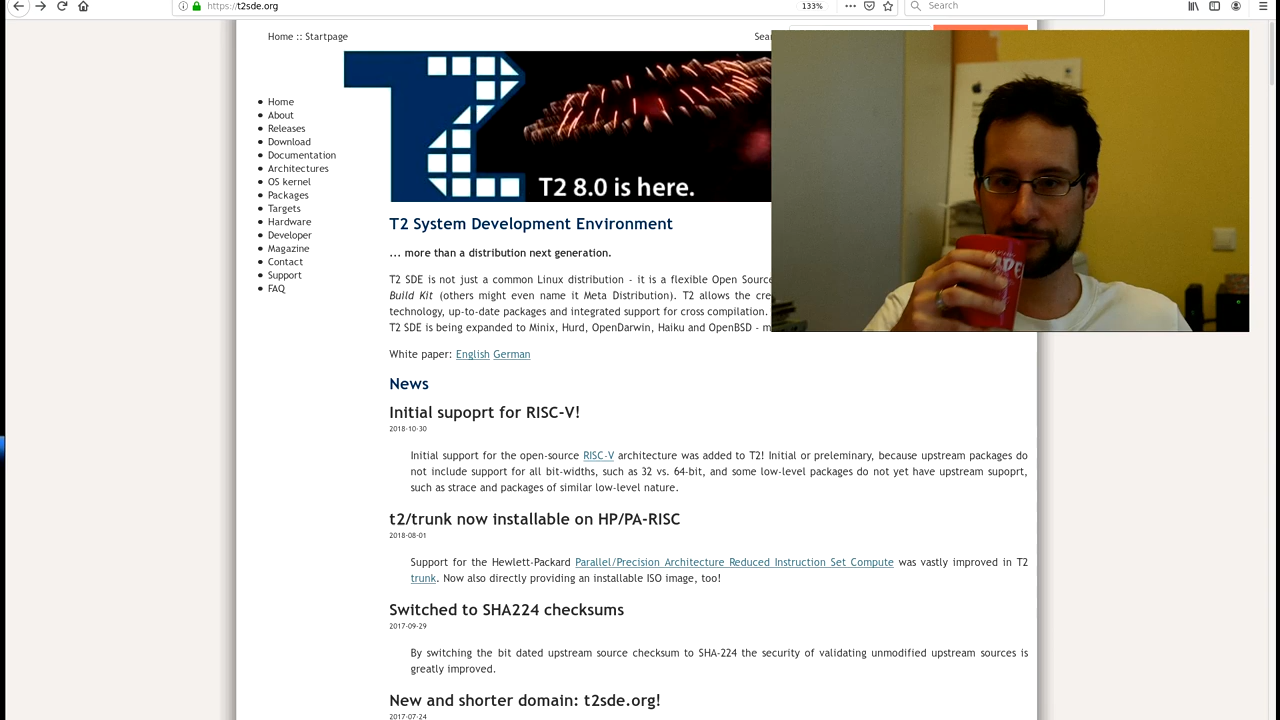 https://t2sde.org
133%
Search
Home :: Startpage
T2 8.0 is here.
Home
About
Releases
Download
Documentation
Architectures
OS kernel
Packages
Targets
Hardware
Developer
Magazine
Contact
Support
FAQ
T2 System Development Environment
... more than a distribution next generation.
T2 SDE is not just a common Linux distribution - it is a flexible Open Source
Build Kit (others might even name it Meta Distribution). T2 allows the
technology, up-to-date packages and integrated support for cross compilation.
T2 SDE is being expanded to Minix, Hurd, OpenDarwin, Haiku and OpenBSD -
White paper: English German
News
Initial supoprt for RISC-V!
2018-10-30
Initial support for the open-source RISC-V architecture was added to T2! Initial or preleminary, because upstream packages do
not include support for all bit-widths, such as 32 vs. 64-bit, and some low-level packages do not yet have upstream supoprt,
such as strace and packages of similar low-level nature.
t2/trunk now installable on HP/PA-RISC
2018-08-01
Support for the Hewlett-Packard Parallel/Precision Architecture Reduced Instruction Set Compute was vastly improved in T2
trunk. Now also directly providing an installable ISO image, too!
Switched to SHA224 checksums
2017-09-29
By switching the bit dated upstream source checksum to SHA-224 the security of validating unmodified upstream sources is
greatly improved.
New and shorter domain: t2sde.org!
2017-07-24